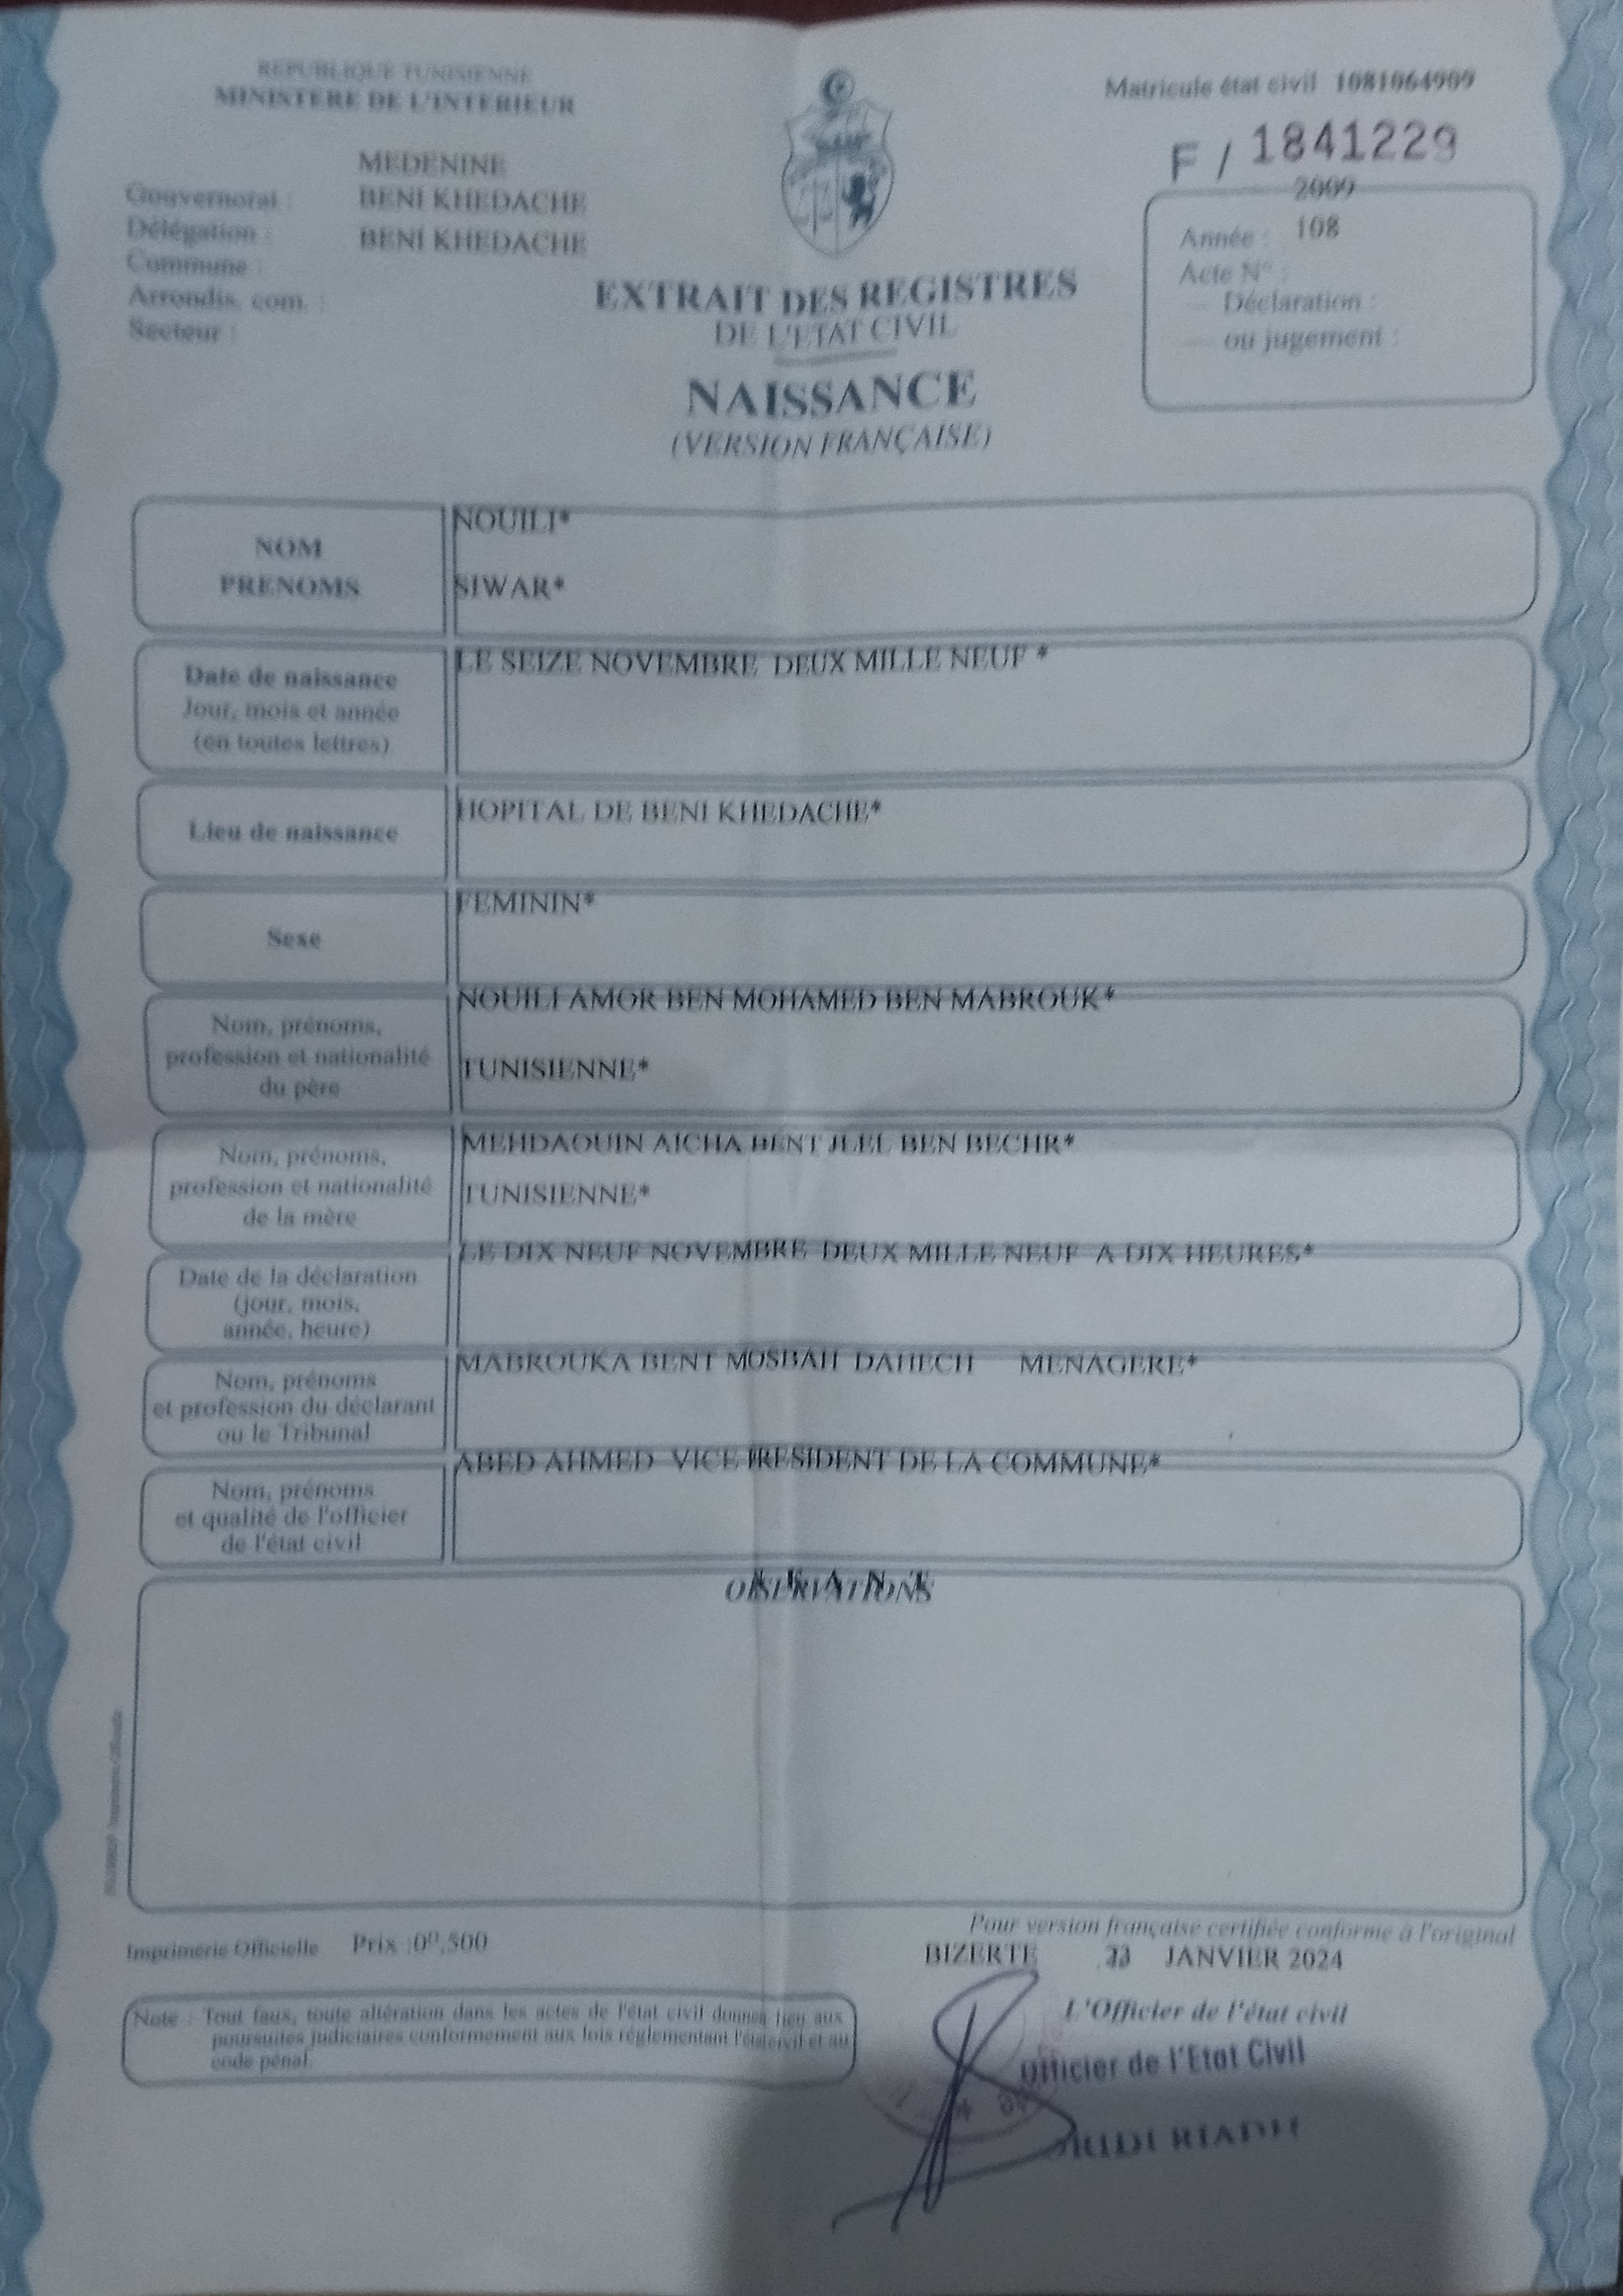 REPUBLIQUE TUNISIENNE
MINISTERE DE L'INTERIEUR
Matricule état civil 1081064909
F / 1841229
MEDENINE
Gouvernorat : BENI KHEDACHE
Délégation : BENI KHEDACHE
Commune :
Arrondis. com. :
Secteur :
2009
Année : 108
Acte N° :
— Déclaration :
— ou jugement :
EXTRAIT DES REGISTRES
DE L'ETAT CIVIL
NAISSANCE
(VERSION FRANÇAISE)
NOM
PRENOMS
NOUILI*
SIWAR*
Date de naissance
Jour, mois et année
(en toutes lettres)
LE SEIZE NOVEMBRE DEUX MILLE NEUF *
Lieu de naissance
HOPITAL DE BENI KHEDACHE*
Sexe
FEMININ*
Nom, prénoms,
profession et nationalité
du père
NOUILI AMOR BEN MOHAMED BEN MABROUK*
TUNISIENNE*
Nom, prénoms,
profession et nationalité
de la mère
MEHDAOUIN AICHA BENT JLEL BEN BECHR*
TUNISIENNE*
Date de la déclaration
(jour, mois,
année, heure)
LE DIX NEUF NOVEMBRE DEUX MILLE NEUF A DIX HEURES*
Nom, prénoms
et profession du déclarant
ou le Tribunal
MABROUKA BENT MOSBAH DAHECH MENAGERE*
Nom, prénoms
et qualité de l'officier
de l'état civil
ABED AHMED VICE PRESIDENT DE LA COMMUNE*
OBSERVATIONS
Imprimerie Officielle Prix :0ᴰ,500
Pour version française certifiée conforme à l'original
BIZERTE JANVIER 2024
Note : Tout faux, toute altération dans les actes de l'état civil donnent lieu aux
poursuites judiciaires conformement aux lois réglementant l'état civil et au
code pénal.
L'Officier de l'état civil
Officier de l'Etat Civil
RIADH